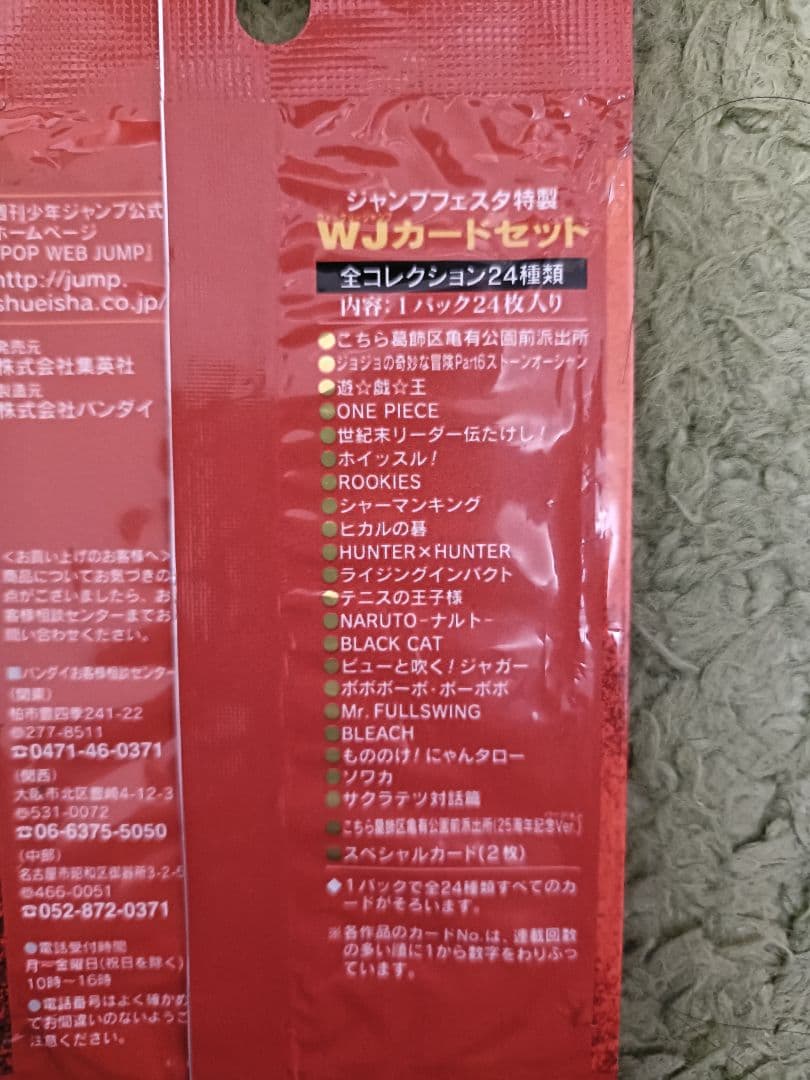 週刊少年ジャンプ公式
ホームページ
『POP WEB JUMP』
http://jump.
shueisha.co.jp/
発売元
株式会社集英社
製造元
株式会社バンダイ
<お買い上げのお客様へ>
商品についてお気づきの
点がございましたら、お
客様相談センターまでお
問い合わせください。
■バンダイお客様相談センター
(関東)
柏市豊四季241-22
〒277-8511
☎0471-46-0371
(関西)
大阪市北区豊崎4-12-3
〒531-0072
☎06-6375-5050
(中部)
名古屋市昭和区御器所3-2-5
〒466-0051
☎052-872-0371
●電話受付時間
月~金曜日(祝日を除く)
10時~16時
●電話番号はよく確かめ
てお間違いのないようご
注意ください。
ジャンプフェスタ特製
WJカードセット
全コレクション24種類
内容:1パック24枚入り
●こちら葛飾区亀有公園前派出所
●ジョジョの奇妙な冒険Part6ストーンオーシャン
●遊☆戯☆王
●ONE PIECE
●世紀末リーダー伝たけし!
●ホイッスル!
●ROOKIES
●シャーマンキング
●ヒカルの碁
●HUNTER×HUNTER
●ライジングインパクト
●テニスの王子様
●NARUTO-ナルト-
●BLACK CAT
●ピューと吹く!ジャガー
●ボボボーボ・ボーボボ
●Mr. FULLSWING
●BLEACH
●もののけ!にゃんタロー
●ソワカ
●サクラテツ対話篇
●こちら葛飾区亀有公園前派出所(25周年記念Ver.)
●スペシャルカード(2枚)
◆1パックで全24種類すべてのカ
ードがそろいます。
※各作品のカードNo.は、連載回数
の多い順に1から数字をわりふっ
ています。